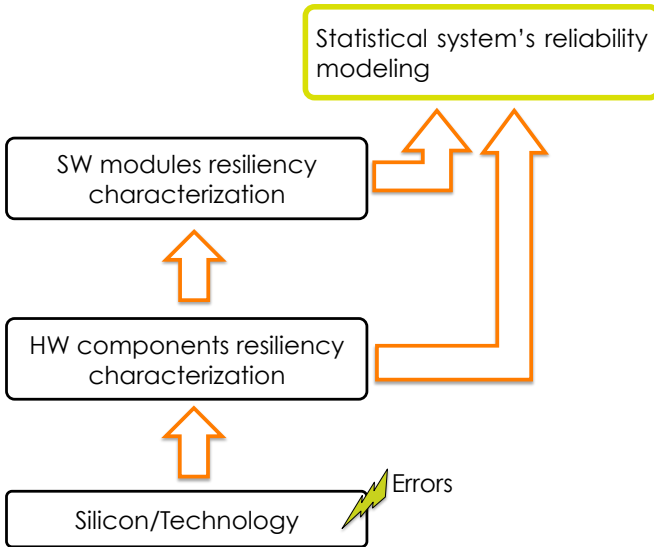 Statistical system’s reliability
modeling
SW modules resiliency
characterization
HW components resiliency
characterization
Errors
Silicon/Technology